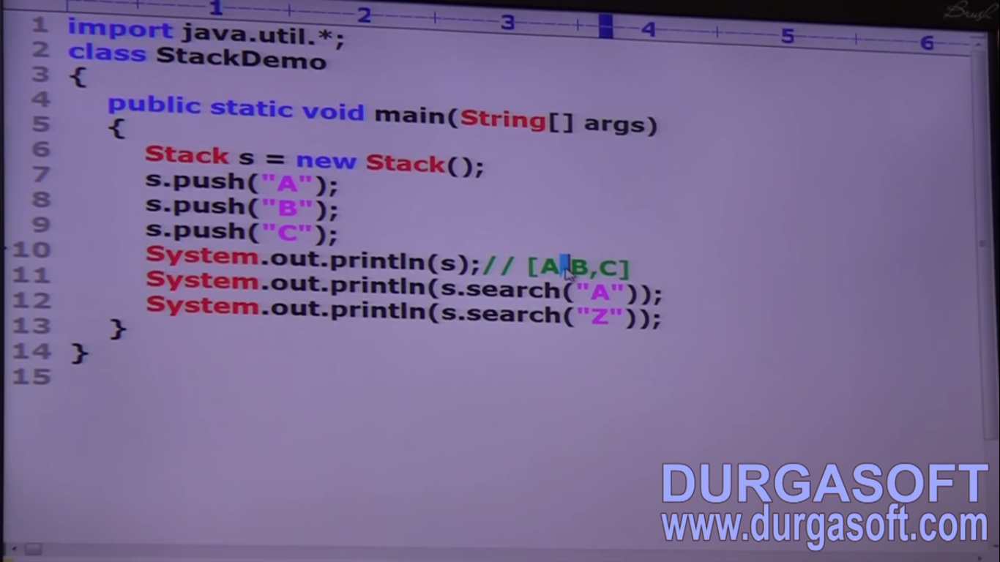 1 2 3 4 5 6
1 import java.util.*;
2 class StackDemo
3 {
4 public static void main(String[] args)
5 {
6 Stack s = new Stack();
7 s.push("A");
8 s.push("B");
9 s.push("C");
10 System.out.println(s);// [A B,C]
11 System.out.println(s.search("A"));
12 System.out.println(s.search("Z"));
13 }
14 }
15
Brush
DURGASOFT
www.durgasoft.com